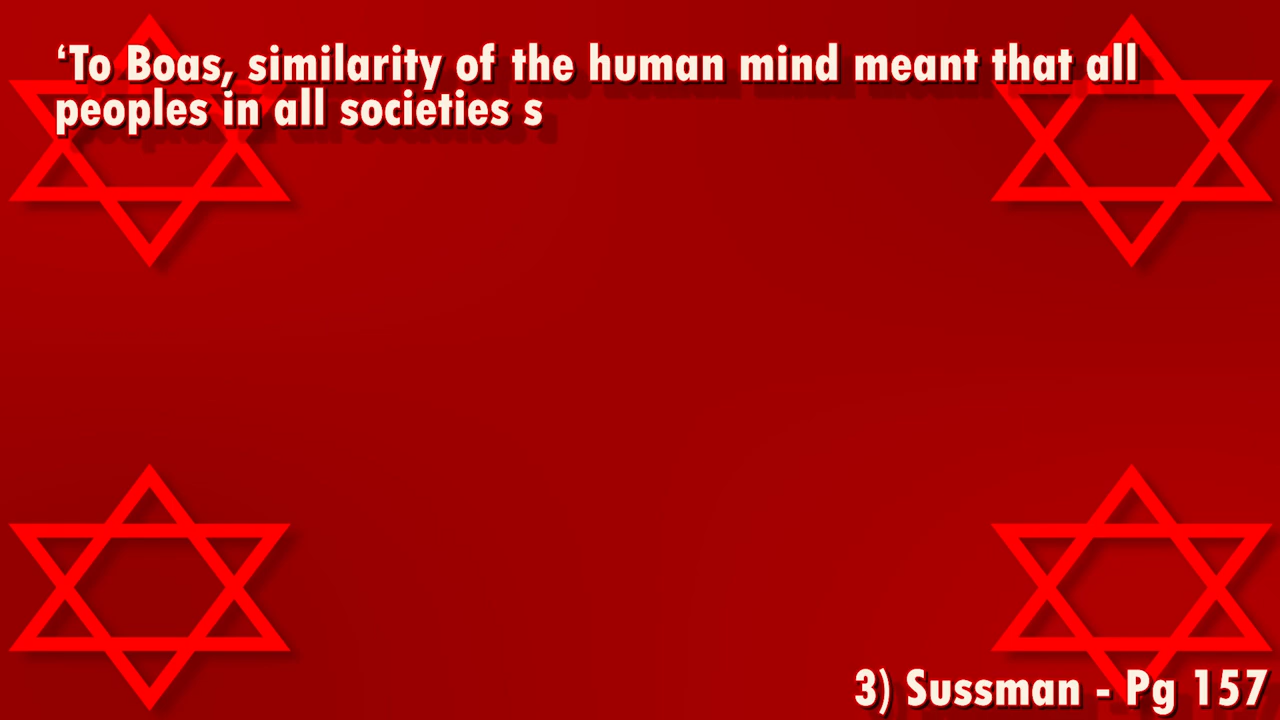 ‘To Boas, similarity of the human mind meant that all
peoples in all societies s
3) Sussman - Pg 157